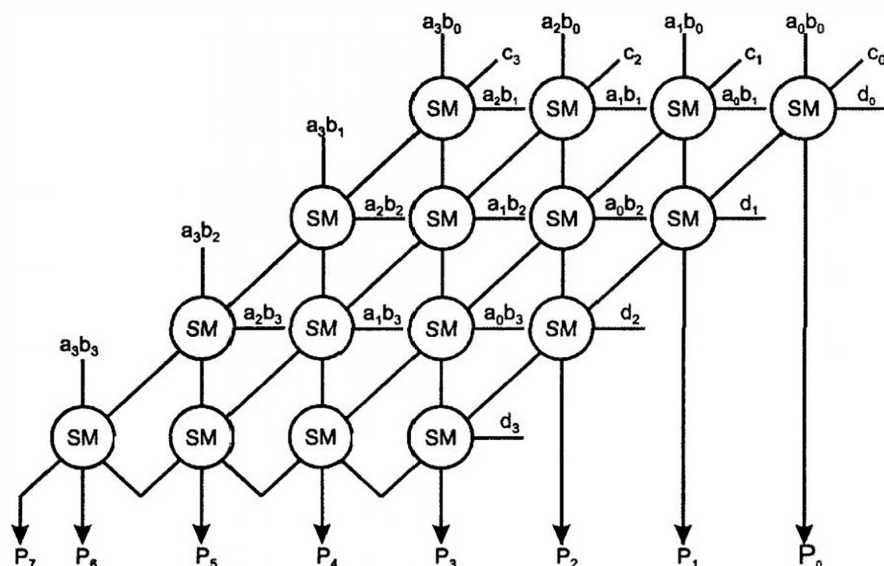 a₃b₀ a₂b₀ a₁b₀ a₀b₀
c₃ c₂ c₁ c₀
SM a₂b₁ SM a₁b₁ SM a₀b₁ SM d₀
a₃b₁
SM a₂b₂ SM a₁b₂ SM a₀b₂ SM d₁
a₃b₂
SM a₂b₃ SM a₁b₃ SM a₀b₃ SM d₂
a₃b₃
SM SM SM SM d₃
P₇ P₆ P₅ P₄ P₃ P₂ P₁ P₀